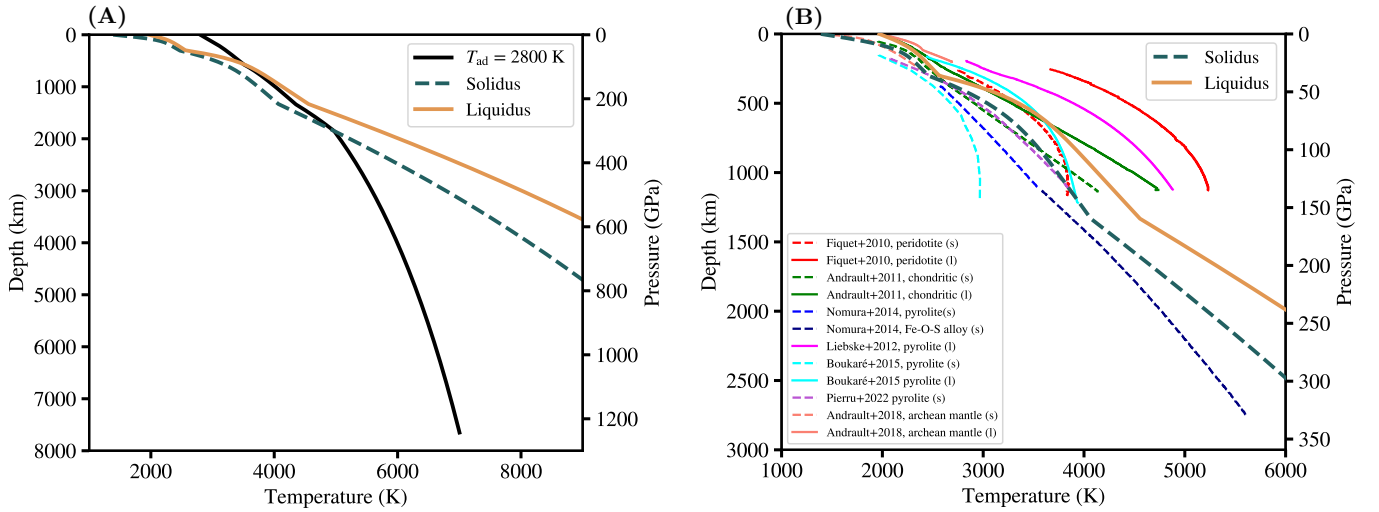 (A)
0
1000
2000
3000
4000
5000
6000
7000
8000
Depth (km)
2000
4000
6000
8000
Temperature (K)
0
200
400
600
800
1000
1200
Pressure (GPa)
T_ad = 2800 K
Solidus
Liquidus
(B)
0
500
1000
1500
2000
2500
3000
Depth (km)
1000
2000
3000
4000
5000
6000
Temperature (K)
0
50
100
150
200
250
300
350
Pressure (GPa)
Solidus
Liquidus
Fiquet+2010, peridotite (s)
Fiquet+2010, peridotite (l)
Andrault+2011, chondritic (s)
Andrault+2011, chondritic (l)
Nomura+2014, pyrolite(s)
Nomura+2014, Fe-O-S alloy (s)
Liebske+2012, pyrolite (l)
Boukaré+2015, pyrolite (s)
Boukaré+2015 pyrolite (l)
Pierru+2022 pyrolite (s)
Andrault+2018, archean mantle (s)
Andrault+2018, archean mantle (l)